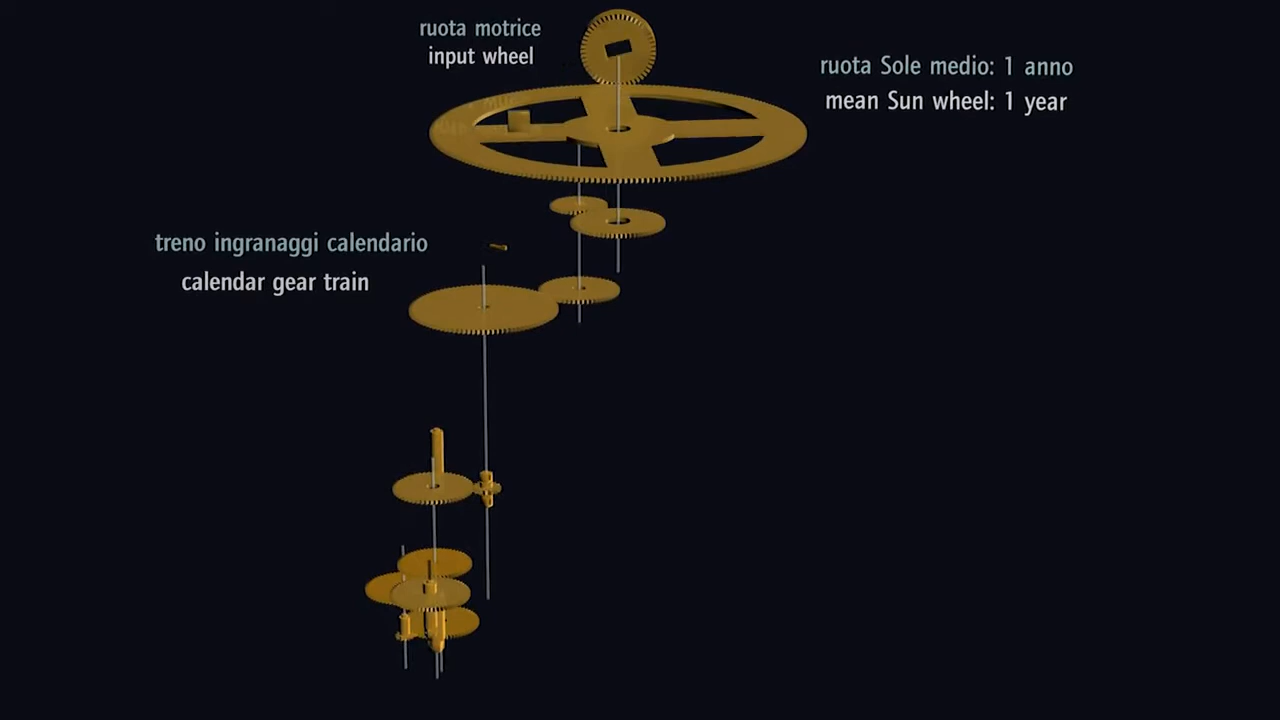 ruota motrice
input wheel
ruota Sole medio: 1 anno
mean Sun wheel: 1 year
treno ingranaggi calendario
calendar gear train